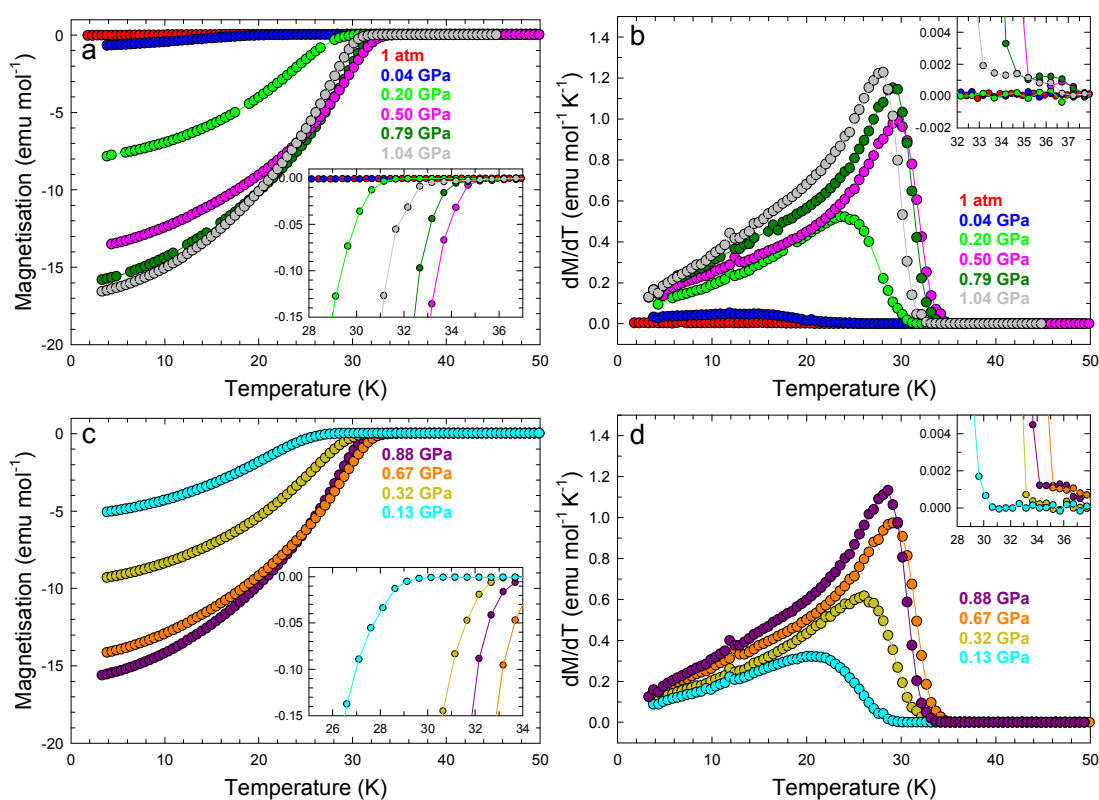 a
Magnetisation (emu mol⁻¹)
0
-5
-10
-15
-20
1 atm
0.04 GPa
0.20 GPa
0.50 GPa
0.79 GPa
1.04 GPa
0.00
-0.05
-0.10
-0.15
28 30 32 34 36
0 10 20 30 40 50
Temperature (K)
b
dM/dT (emu mol⁻¹ K⁻¹)
1.4
1.2
1.0
0.8
0.6
0.4
0.2
0.0
0.004
0.002
0.000
-0.002
32 33 34 35 36 37
1 atm
0.04 GPa
0.20 GPa
0.50 GPa
0.79 GPa
1.04 GPa
0 10 20 30 40 50
Temperature (K)
c
Magnetisation (emu mol⁻¹)
0
-5
-10
-15
-20
0.88 GPa
0.67 GPa
0.32 GPa
0.13 GPa
0.00
-0.05
-0.10
-0.15
26 28 30 32 34
0 10 20 30 40 50
Temperature (K)
d
dM/dT (emu mol⁻¹ K⁻¹)
1.4
1.2
1.0
0.8
0.6
0.4
0.2
0.0
0.004
0.002
0.000
28 30 32 34 36
0.88 GPa
0.67 GPa
0.32 GPa
0.13 GPa
0 10 20 30 40 50
Temperature (K)